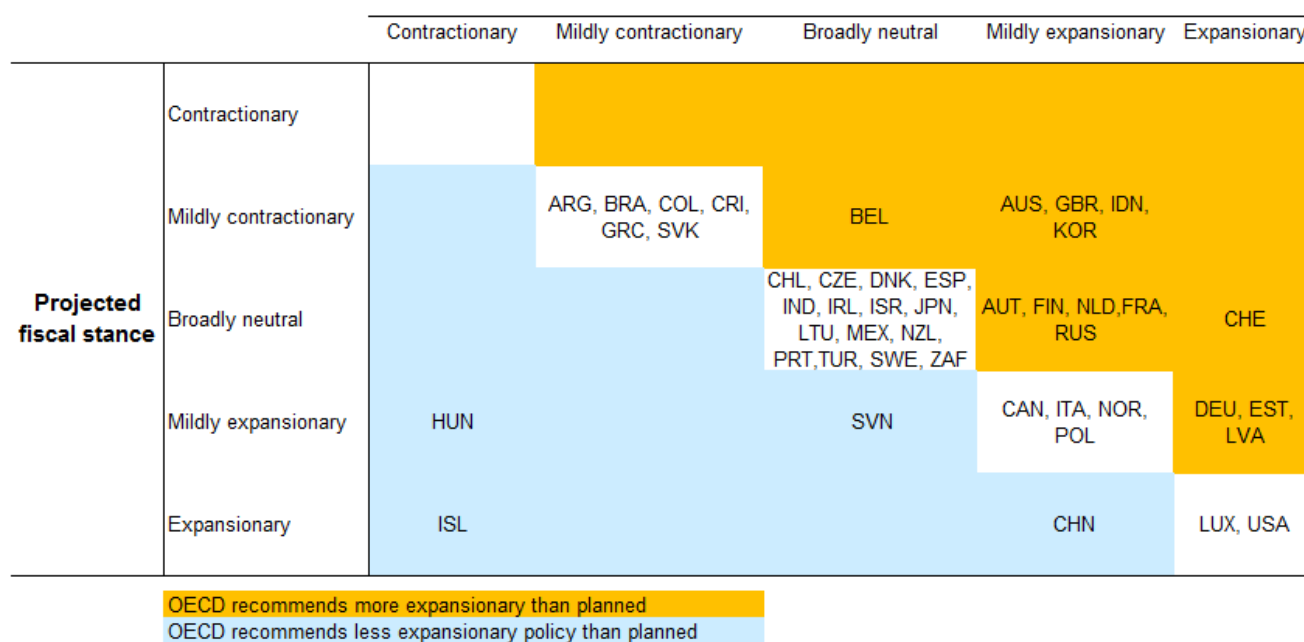 Contractionary Mildly contractionary Broadly neutral Mildly expansionary Expansionary
Contractionary
Mildly contractionary
ARG, BRA, COL, CRI,
GRC, SVK
BEL
AUS, GBR, IDN,
KOR
Projected
fiscal stance
Broadly neutral
CHL, CZE, DNK, ESP,
IND, IRL, ISR, JPN,
LTU, MEX, NZL,
PRT,TUR, SWE, ZAF
AUT, FIN, NLD,FRA,
RUS
CHE
Mildly expansionary
HUN
SVN
CAN, ITA, NOR,
POL
DEU, EST,
LVA
Expansionary
ISL
CHN
LUX, USA
OECD recommends more expansionary than planned
OECD recommends less expansionary policy than planned